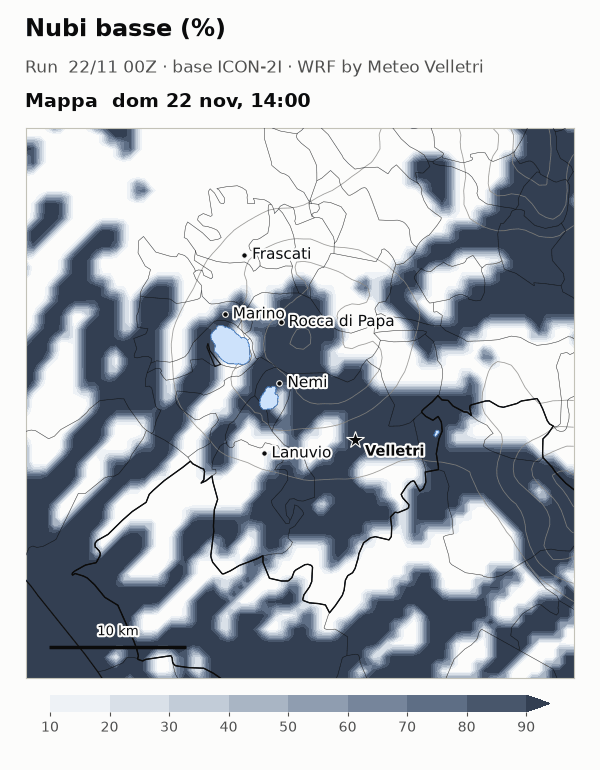 Nubi basse (%)
Run  22/11 00Z · base ICON-2I · WRF by Meteo Velletri
Mappa  dom 22 nov, 14:00
Frascati
Marino
Rocca di Papa
Nemi
Velletri
Lanuvio
10 km
10 20 30 40 50 60 70 80 90